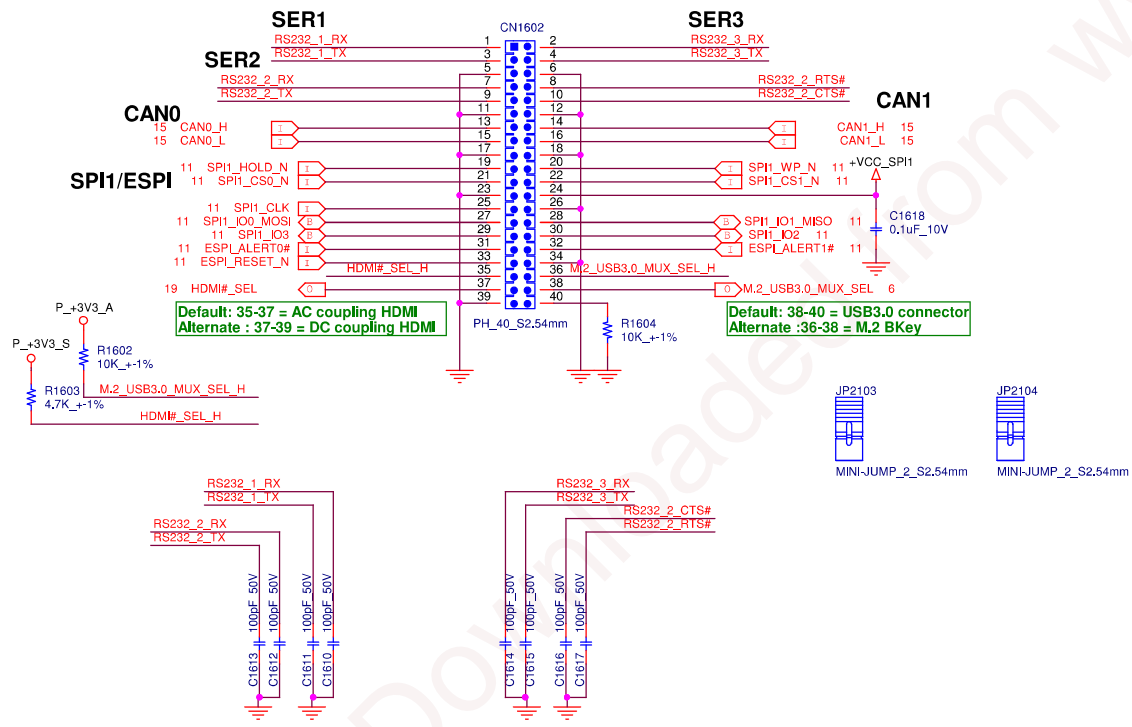 SER1
SER3
CN1602
RS232_1_RX 1 2 RS232_3_RX
RS232_1_TX 3 4 RS232_3_TX
SER2
5 6
RS232_2_RX 7 8 RS232_2_RTS#
RS232_2_TX 9 10 RS232_2_CTS#
CAN0
CAN1
11 12
15 CAN0_H I 13 14 I CAN1_H 15
15 CAN0_L I 15 16 I CAN1_L 15
17 18 +VCC_SPI1
SPI1/ESPI
11 SPI1_HOLD_N I 19 20 I SPI1_WP_N 11
11 SPI1_CS0_N I 21 22 I SPI1_CS1_N 11
23 24
11 SPI1_CLK I 25 26
11 SPI1_IO0_MOSI B 27 28 B SPI1_IO1_MISO 11
11 SPI1_IO3 B 29 30 B SPI1_IO2 11
11 ESPI_ALERT0# I 31 32 I ESPI_ALERT1# 11
11 ESPI_RESET_N I 33 34
C1618
0.1uF_10V
HDMI#_SEL_H 35 36 M.2_USB3.0_MUX_SEL_H
19 HDMI#_SEL O 37 38 O M.2_USB3.0_MUX_SEL 6
39 40
PH_40_S2.54mm
Default: 35-37 = AC coupling HDMI
Alternate : 37-39 = DC coupling HDMI
Default: 38-40 = USB3.0 connector
Alternate :36-38 = M.2 BKey
R1604
10K_+-1%
P_+3V3_A
P_+3V3_S
R1602
10K_+-1%
R1603
4.7K_+-1%
M.2_USB3.0_MUX_SEL_H
HDMI#_SEL_H
JP2103
MINI-JUMP_2_S2.54mm
JP2104
MINI-JUMP_2_S2.54mm
RS232_1_RX
RS232_1_TX
RS232_2_RX
RS232_2_TX
RS232_3_RX
RS232_3_TX
RS232_2_CTS#
RS232_2_RTS#
C1613 100pF_50V
C1612 100pF_50V
C1611 100pF_50V
C1610 100pF_50V
C1614 100pF_50V
C1615 100pF_50V
C1616 100pF_50V
C1617 100pF_50V
Downloaded from